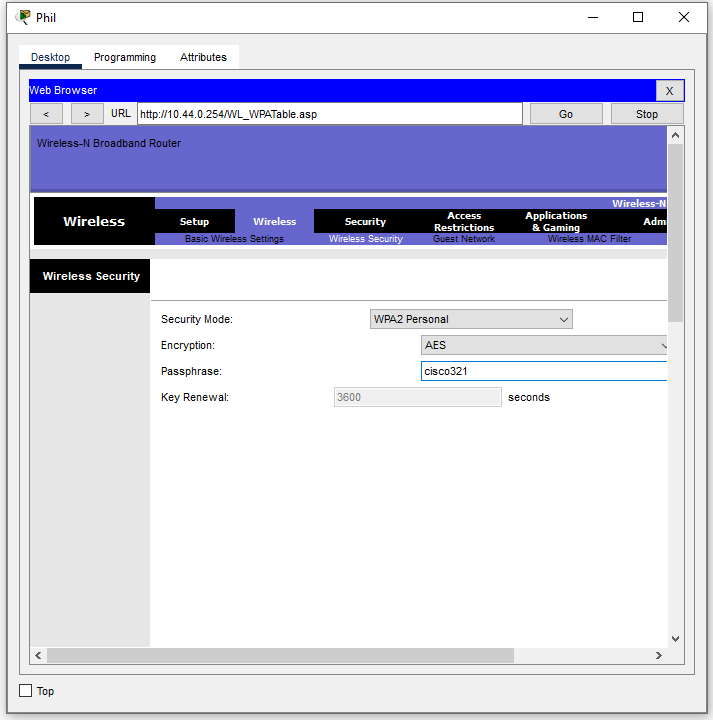 Phil
Desktop Programming Attributes
Web Browser X
< > URL http://10.44.0.254/WL_WPATable.asp Go Stop
Wireless-N Broadband Router
Wireless-N
Wireless Setup Wireless Security Access Restrictions Applications & Gaming Adm
Basic Wireless Settings Wireless Security Guest Network Wireless MAC Filter
Wireless Security
Security Mode: WPA2 Personal
Encryption: AES
Passphrase: cisco321
Key Renewal: 3600 seconds
Top